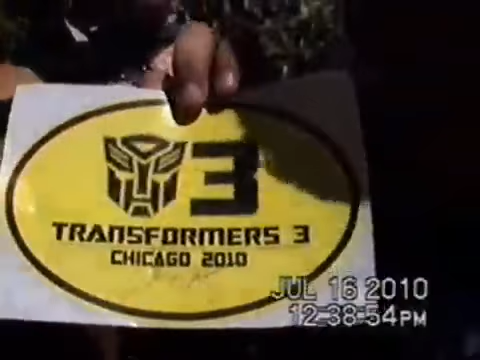 3
TRANSFORMERS 3
CHICAGO 2010
JUL 16 2010
12:38:54PM